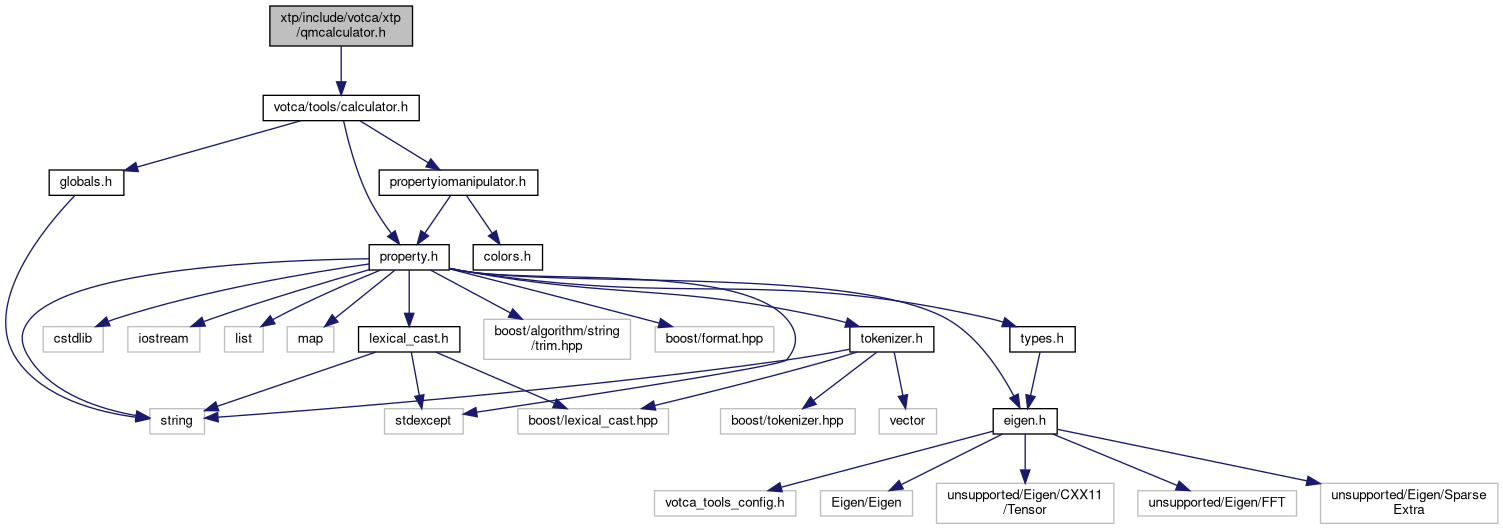 xtp/include/votca/xtp
/qmcalculator.h
votca/tools/calculator.h
globals.h
propertyiomanipulator.h
property.h
colors.h
cstdlib
iostream
list
map
lexical_cast.h
boost/algorithm/string
/trim.hpp
boost/format.hpp
tokenizer.h
types.h
string
stdexcept
boost/lexical_cast.hpp
boost/tokenizer.hpp
vector
eigen.h
votca_tools_config.h
Eigen/Eigen
unsupported/Eigen/CXX11
/Tensor
unsupported/Eigen/FFT
unsupported/Eigen/Sparse
Extra